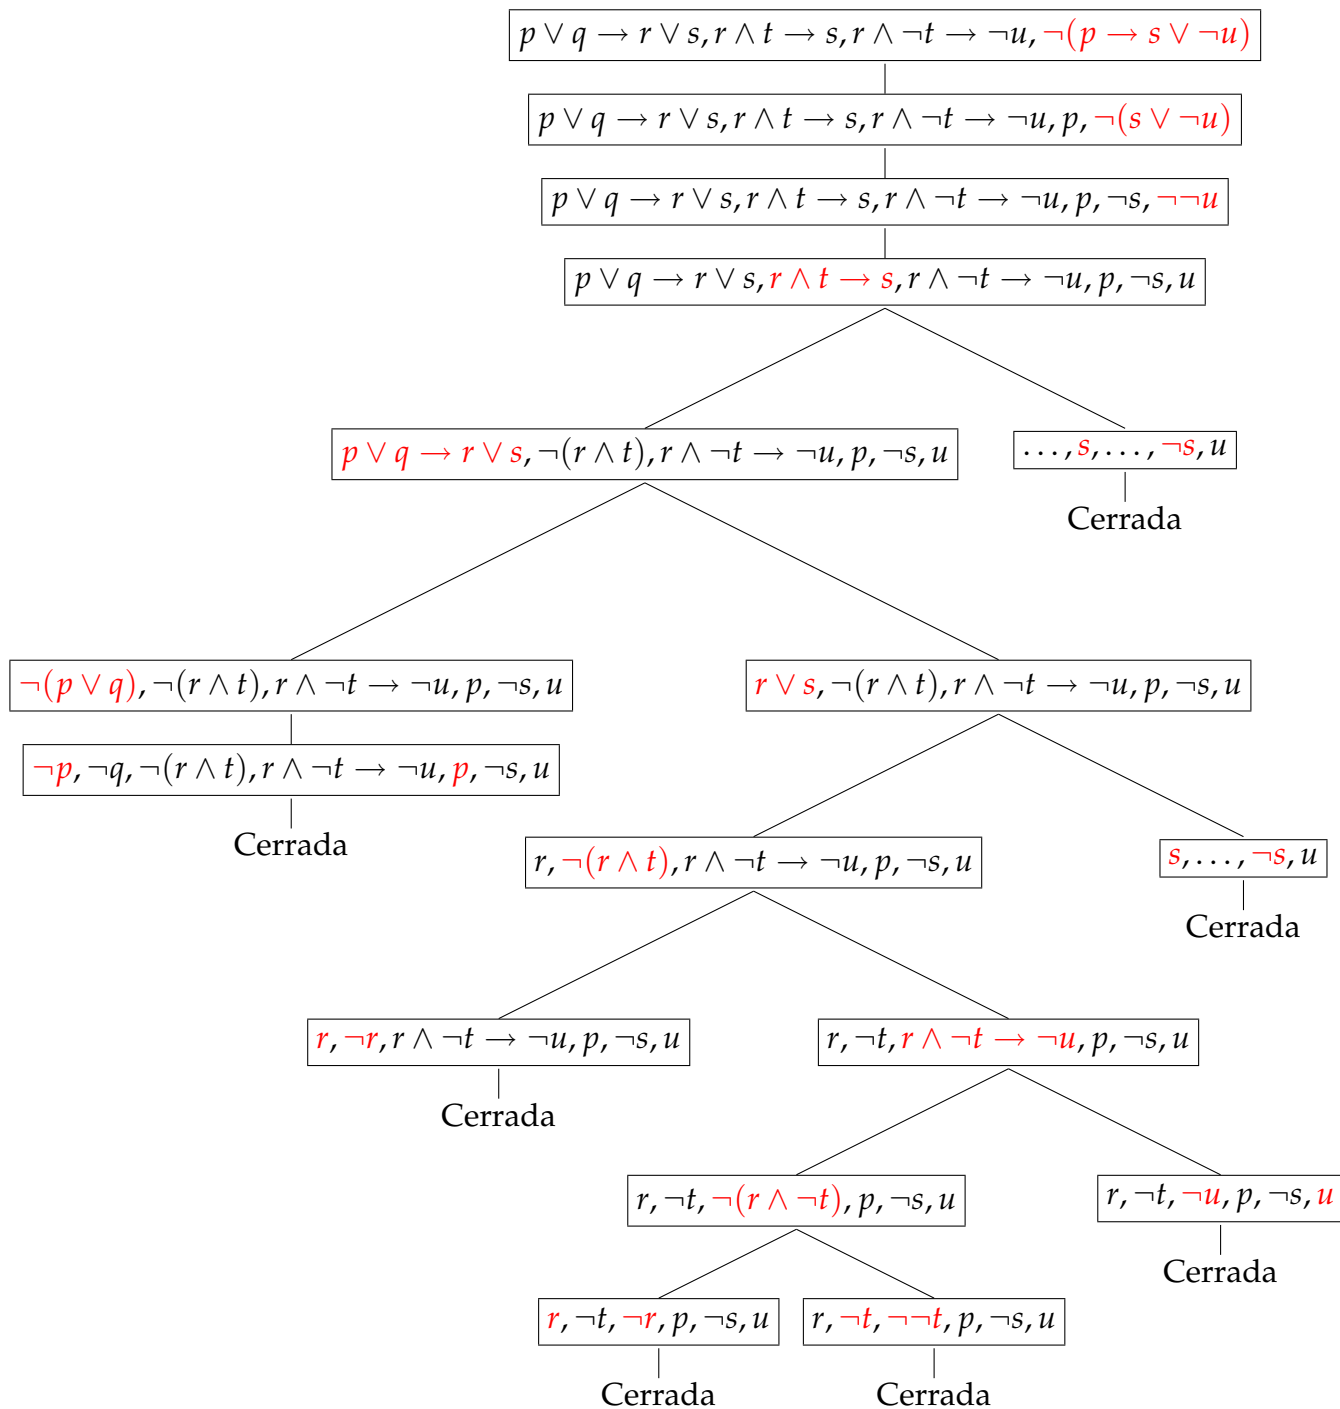 p ∨ q → r ∨ s, r ∧ t → s, r ∧ ¬t → ¬u, ¬(p → s ∨ ¬u)
p ∨ q → r ∨ s, r ∧ t → s, r ∧ ¬t → ¬u, p, ¬(s ∨ ¬u)
p ∨ q → r ∨ s, r ∧ t → s, r ∧ ¬t → ¬u, p, ¬s, ¬¬u
p ∨ q → r ∨ s, r ∧ t → s, r ∧ ¬t → ¬u, p, ¬s, u
p ∨ q → r ∨ s, ¬(r ∧ t), r ∧ ¬t → ¬u, p, ¬s, u
. . . , s, . . . , ¬s, u
Cerrada
¬(p ∨ q), ¬(r ∧ t), r ∧ ¬t → ¬u, p, ¬s, u
r ∨ s, ¬(r ∧ t), r ∧ ¬t → ¬u, p, ¬s, u
¬p, ¬q, ¬(r ∧ t), r ∧ ¬t → ¬u, p, ¬s, u
Cerrada
r, ¬(r ∧ t), r ∧ ¬t → ¬u, p, ¬s, u
s, . . . , ¬s, u
Cerrada
r, ¬r, r ∧ ¬t → ¬u, p, ¬s, u
r, ¬t, r ∧ ¬t → ¬u, p, ¬s, u
Cerrada
r, ¬t, ¬(r ∧ ¬t), p, ¬s, u
r, ¬t, ¬u, p, ¬s, u
Cerrada
r, ¬t, ¬r, p, ¬s, u
r, ¬t, ¬¬t, p, ¬s, u
Cerrada
Cerrada